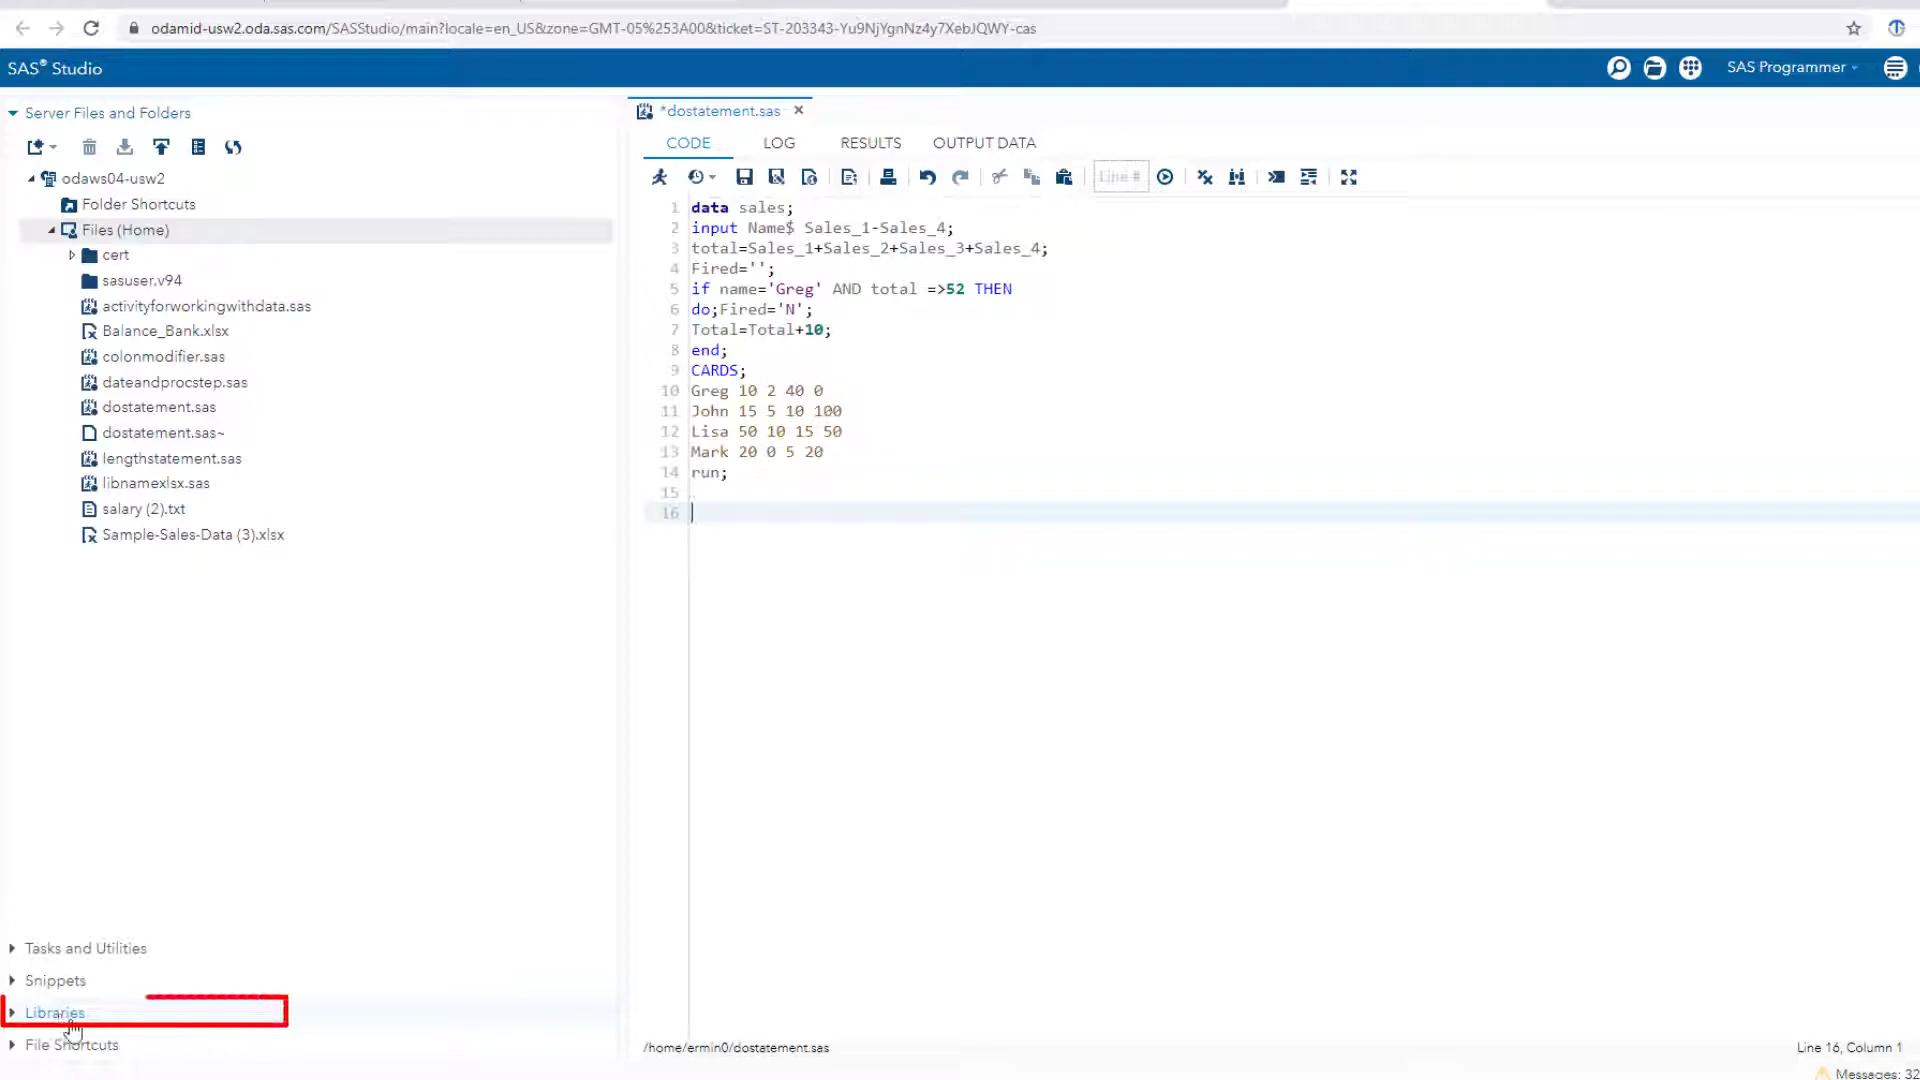 odamid-usw2.oda.sas.com/SASStudio/main?locale=en_US&zone=GMT-05%253A00&ticket=ST-203343-Yu9NjYgnNz4y7XebJQWY-cas
SAS® Studio
SAS Programmer
Server Files and Folders
odaws04-usw2
Folder Shortcuts
Files (Home)
cert
sasuser.v94
activityforworkingwithdata.sas
Balance_Bank.xlsx
colonmodifier.sas
dateandprocstep.sas
dostatement.sas
dostatement.sas~
lengthstatement.sas
libnamexlsx.sas
salary (2).txt
Sample-Sales-Data (3).xlsx
Tasks and Utilities
Snippets
Libraries
File Shortcuts
*dostatement.sas
CODE LOG RESULTS OUTPUT DATA
Line #
1 data sales;
2 input Name$ Sales_1-Sales_4;
3 total=Sales_1+Sales_2+Sales_3+Sales_4;
4 Fired='';
5 if name='Greg' AND total =>52 THEN
6 do;Fired='N';
7 Total=Total+10;
8 end;
9 CARDS;
10 Greg 10 2 40 0
11 John 15 5 10 100
12 Lisa 50 10 15 50
13 Mark 20 0 5 20
14 run;
15
16
/home/ermin0/dostatement.sas
Line 16, Column 1
Messages: 32